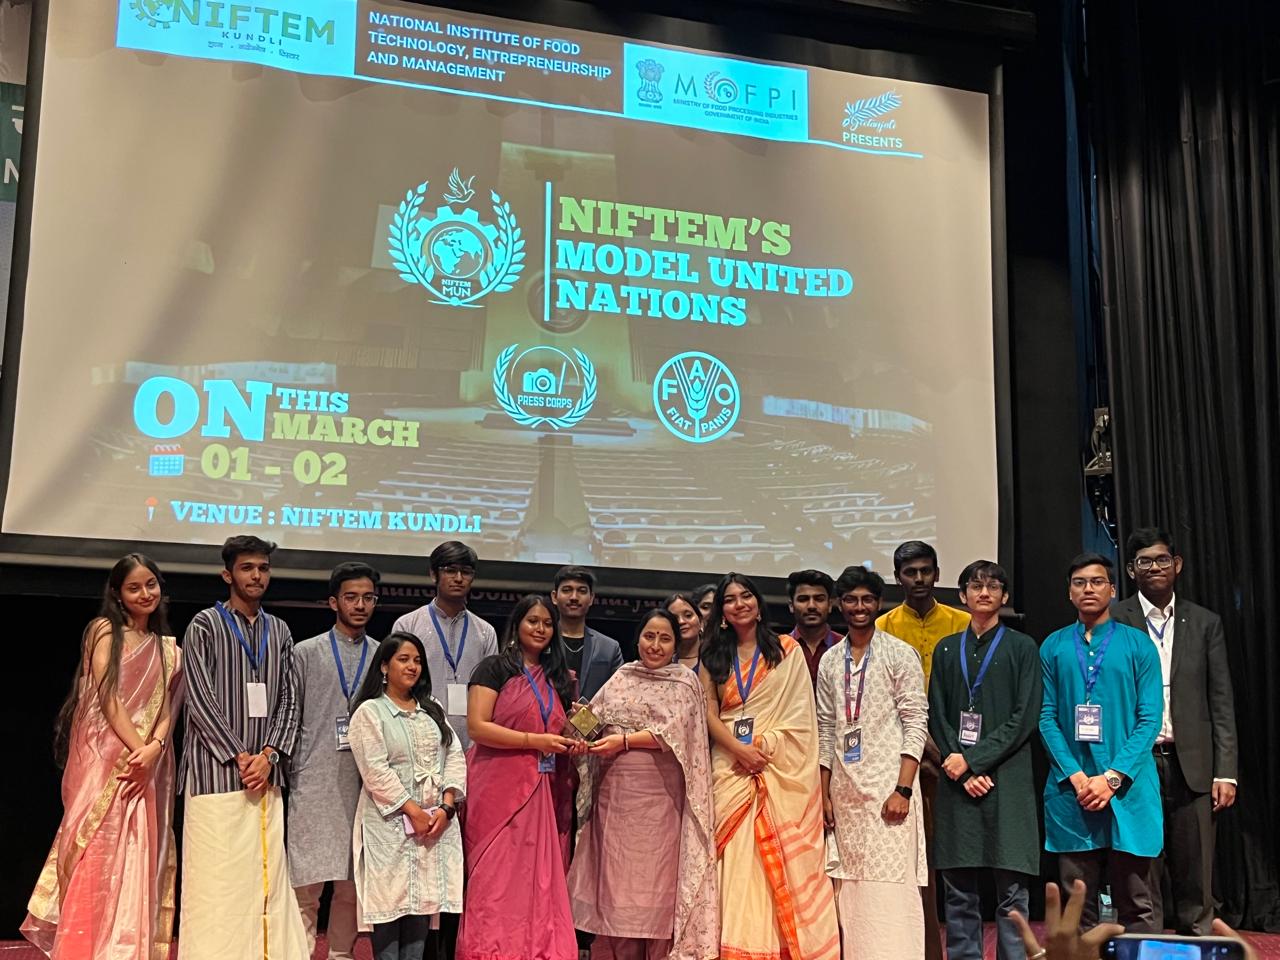 NIFTEM
KUNDLI
NATIONAL INSTITUTE OF FOOD
TECHNOLOGY, ENTREPRENEURSHIP
AND MANAGEMENT
MOFPI
MINISTRY OF FOOD PROCESSING INDUSTRIES
GOVERNMENT OF INDIA
Geetanjali
PRESENTS
NIFTEM
MUN
NIFTEM'S
MODEL UNITED
NATIONS
PRESS CORPS
FAO
FIAT PANIS
ON THIS
MARCH
01 - 02
VENUE : NIFTEM KUNDLI